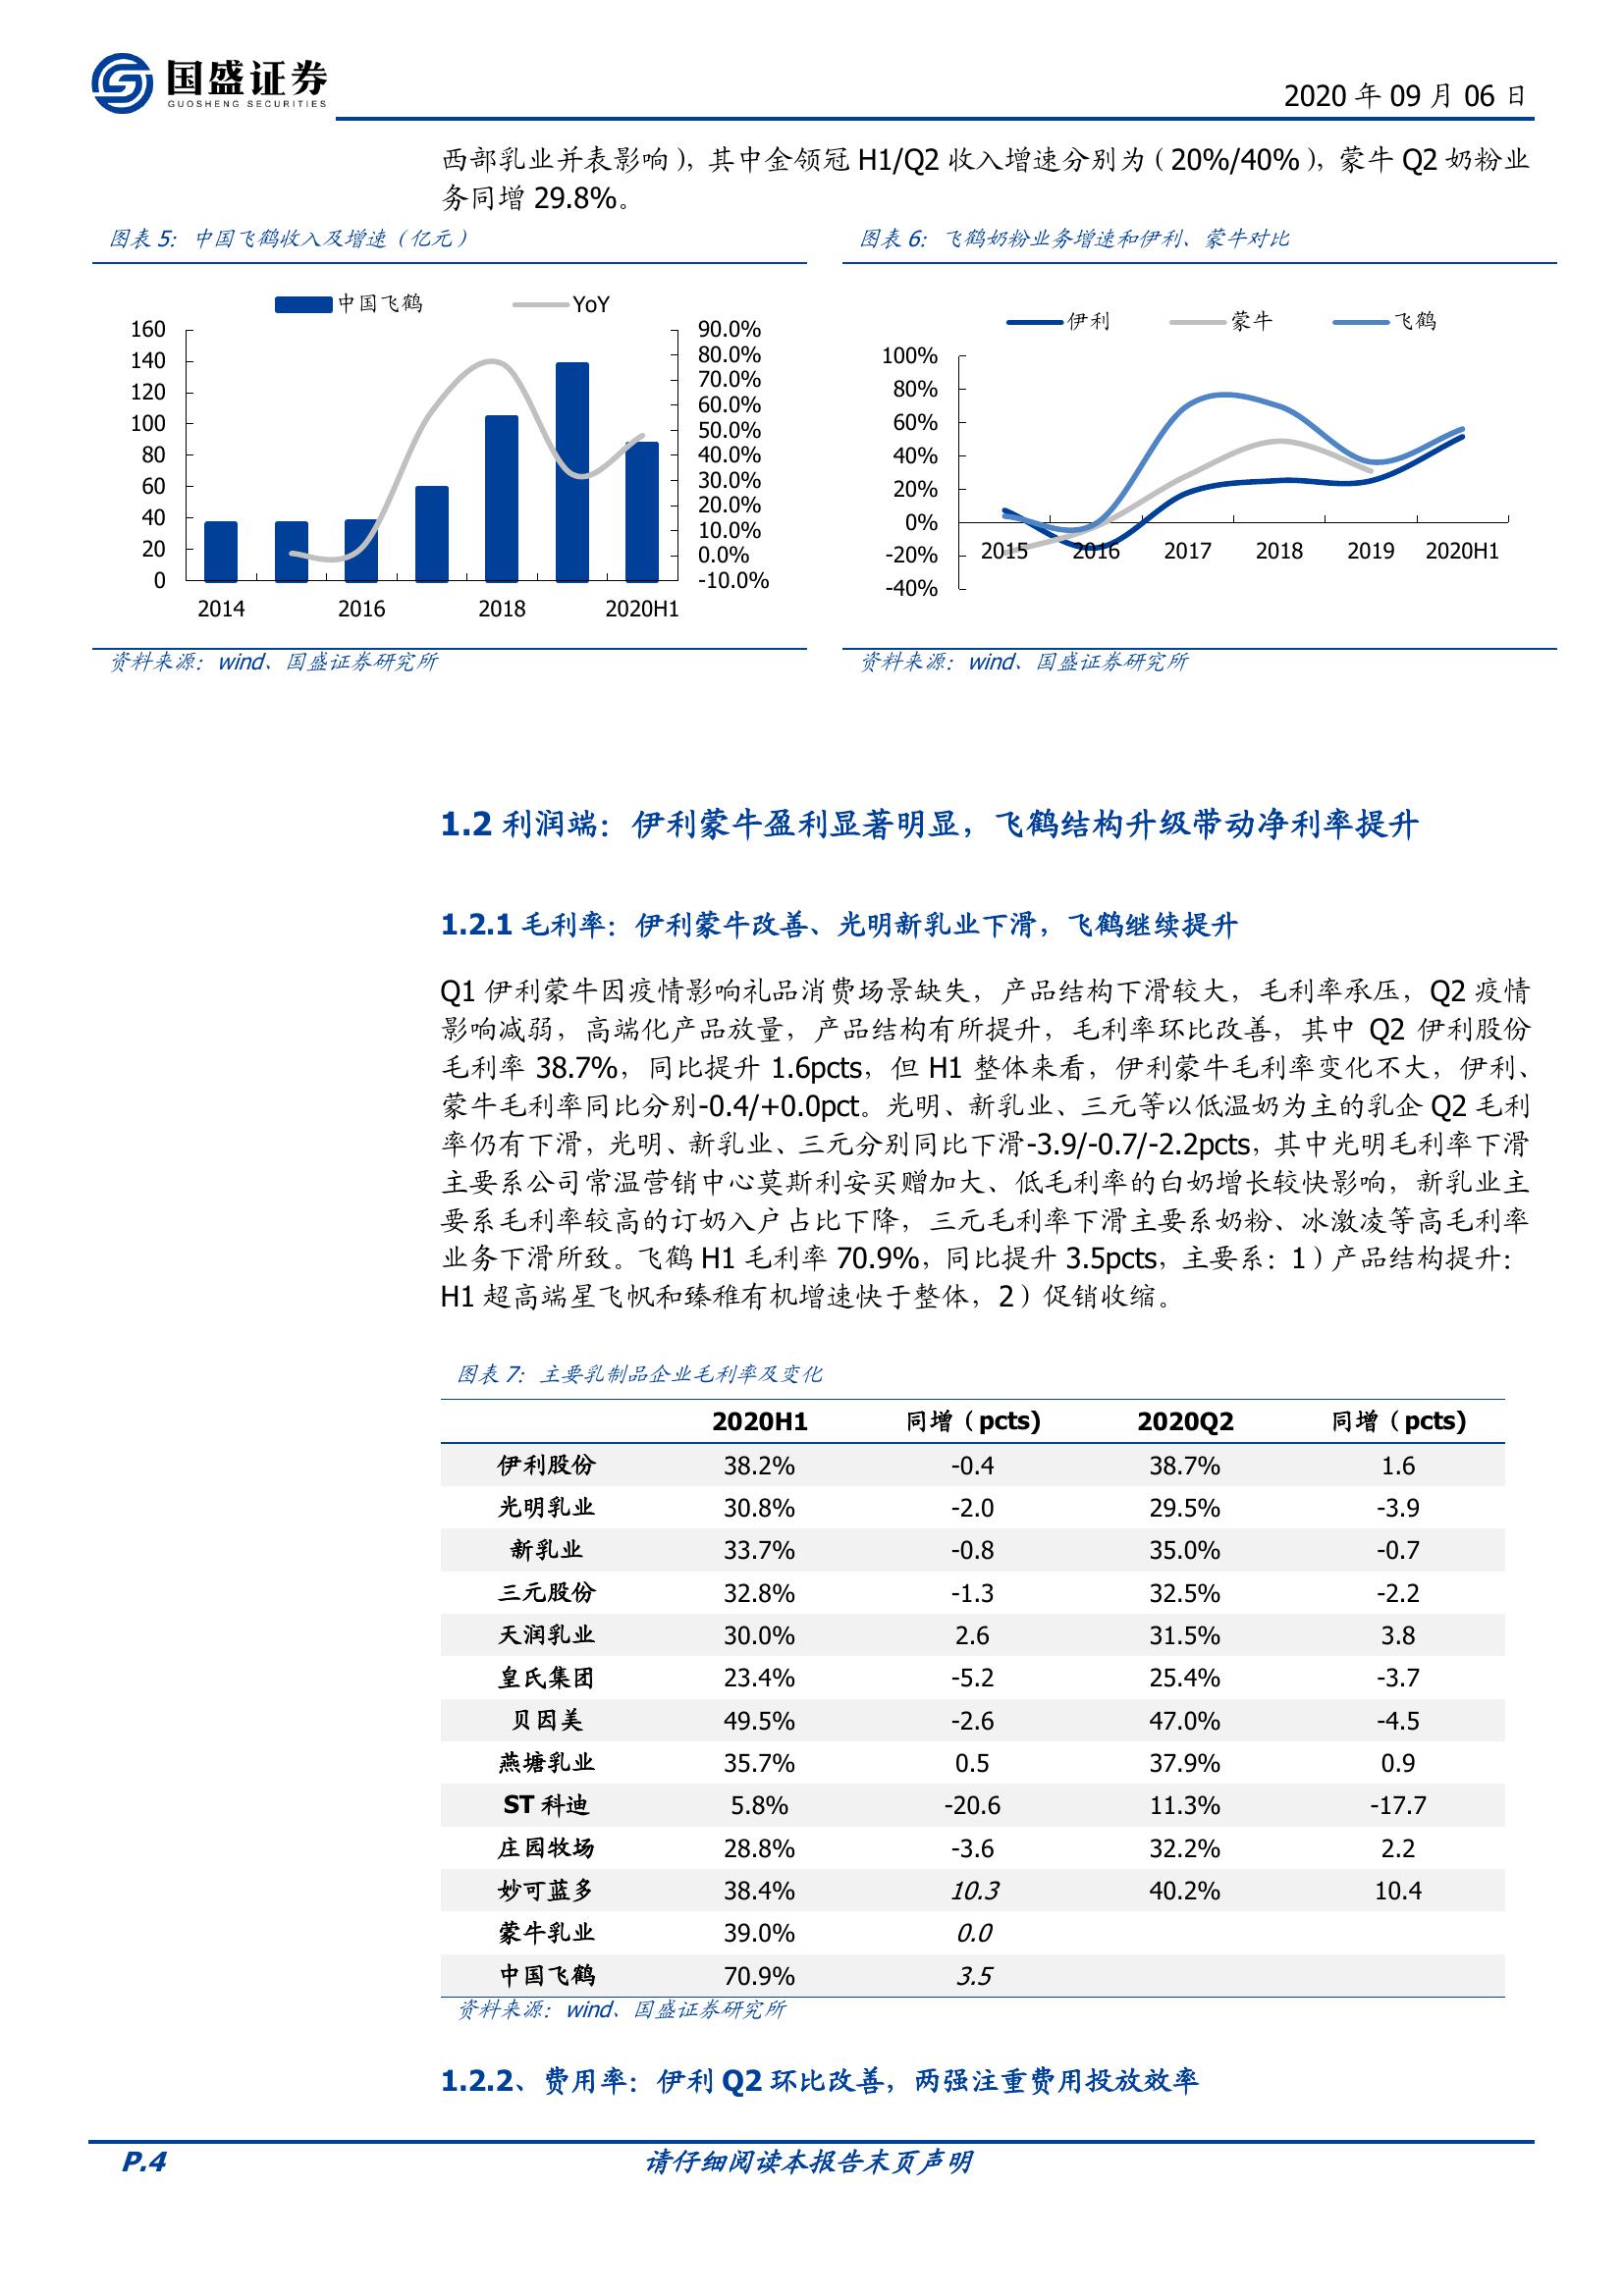 国盛证券
GUOSHENG SECURITIES
2020 年 09 月 06 日
西部乳业并表影响），其中金领冠 H1/Q2 收入增速分别为（20%/40%），蒙牛 Q2 奶粉业
务同增 29.8%。
图表 5：中国飞鹤收入及增速（亿元）
中国飞鹤 YoY
160
140
120
100
80
60
40
20
0
90.0%
80.0%
70.0%
60.0%
50.0%
40.0%
30.0%
20.0%
10.0%
0.0%
-10.0%
2014 2016 2018 2020H1
资料来源：wind、国盛证券研究所
图表 6：飞鹤奶粉业务增速和伊利、蒙牛对比
伊利 蒙牛 飞鹤
100%
80%
60%
40%
20%
0%
-20%
-40%
2015 2016 2017 2018 2019 2020H1
资料来源：wind、国盛证券研究所
1.2 利润端：伊利蒙牛盈利显著明显，飞鹤结构升级带动净利率提升
1.2.1 毛利率：伊利蒙牛改善、光明新乳业下滑，飞鹤继续提升
Q1 伊利蒙牛因疫情影响礼品消费场景缺失，产品结构下滑较大，毛利率承压，Q2 疫情
影响减弱，高端化产品放量，产品结构有所提升，毛利率环比改善，其中 Q2 伊利股份
毛利率 38.7%，同比提升 1.6pcts，但 H1 整体来看，伊利蒙牛毛利率变化不大，伊利、
蒙牛毛利率同比分别-0.4/+0.0pct。光明、新乳业、三元等以低温奶为主的乳企 Q2 毛利
率仍有下滑，光明、新乳业、三元分别同比下滑-3.9/-0.7/-2.2pcts，其中光明毛利率下滑
主要系公司常温营销中心莫斯利安买赠加大、低毛利率的白奶增长较快影响，新乳业主
要系毛利率较高的订奶入户占比下降，三元毛利率下滑主要系奶粉、冰激凌等高毛利率
业务下滑所致。飞鹤 H1 毛利率 70.9%，同比提升 3.5pcts，主要系：1）产品结构提升：
H1 超高端星飞帆和臻稚有机增速快于整体，2）促销收缩。
图表 7：主要乳制品企业毛利率及变化
2020H1 同增（pcts) 2020Q2 同增（pcts)
伊利股份 38.2% -0.4 38.7% 1.6
光明乳业 30.8% -2.0 29.5% -3.9
新乳业 33.7% -0.8 35.0% -0.7
三元股份 32.8% -1.3 32.5% -2.2
天润乳业 30.0% 2.6 31.5% 3.8
皇氏集团 23.4% -5.2 25.4% -3.7
贝因美 49.5% -2.6 47.0% -4.5
燕塘乳业 35.7% 0.5 37.9% 0.9
ST 科迪 5.8% -20.6 11.3% -17.7
庄园牧场 28.8% -3.6 32.2% 2.2
妙可蓝多 38.4% 10.3 40.2% 10.4
蒙牛乳业 39.0% 0.0
中国飞鹤 70.9% 3.5
资料来源：wind、国盛证券研究所
1.2.2、费用率：伊利 Q2 环比改善，两强注重费用投放效率
P.4 请仔细阅读本报告末页声明